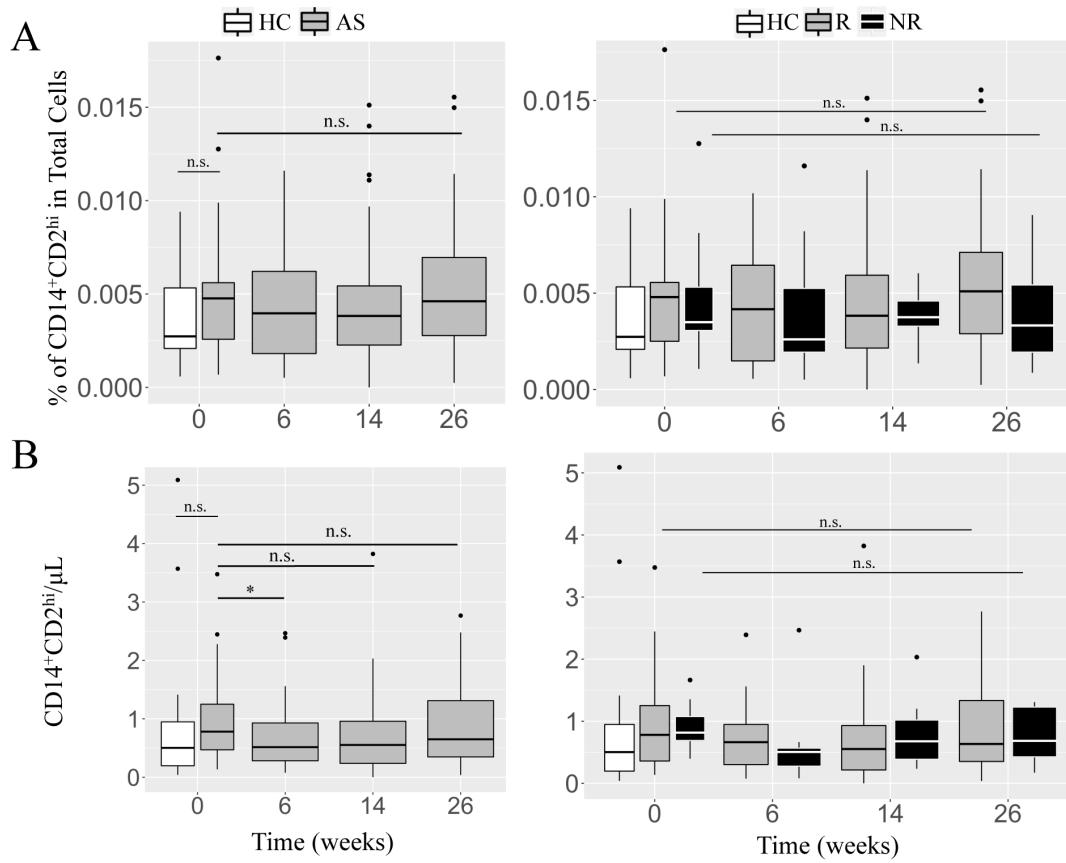 A
HC AS
HC R NR
% of CD14⁺CD2ʰⁱ in Total Cells
0.015
0.010
0.005
0.000
n.s.
n.s.
0 6 14 26
0.015
0.010
0.005
0.000
n.s.
n.s.
0 6 14 26
B
CD14⁺CD2ʰⁱ/µL
5
4
3
2
1
0
n.s.
n.s.
n.s.
*
0 6 14 26
Time (weeks)
5
4
3
2
1
0
n.s.
n.s.
0 6 14 26
Time (weeks)